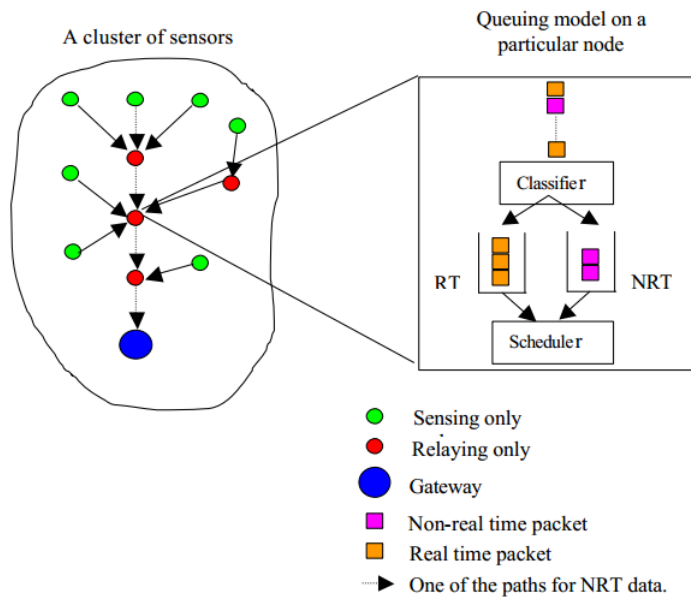 A cluster of sensors
Queuing model on a
particular node
Classifier
RT
NRT
Scheduler
Sensing only
Relaying only
Gateway
Non-real time packet
Real time packet
One of the paths for NRT data.